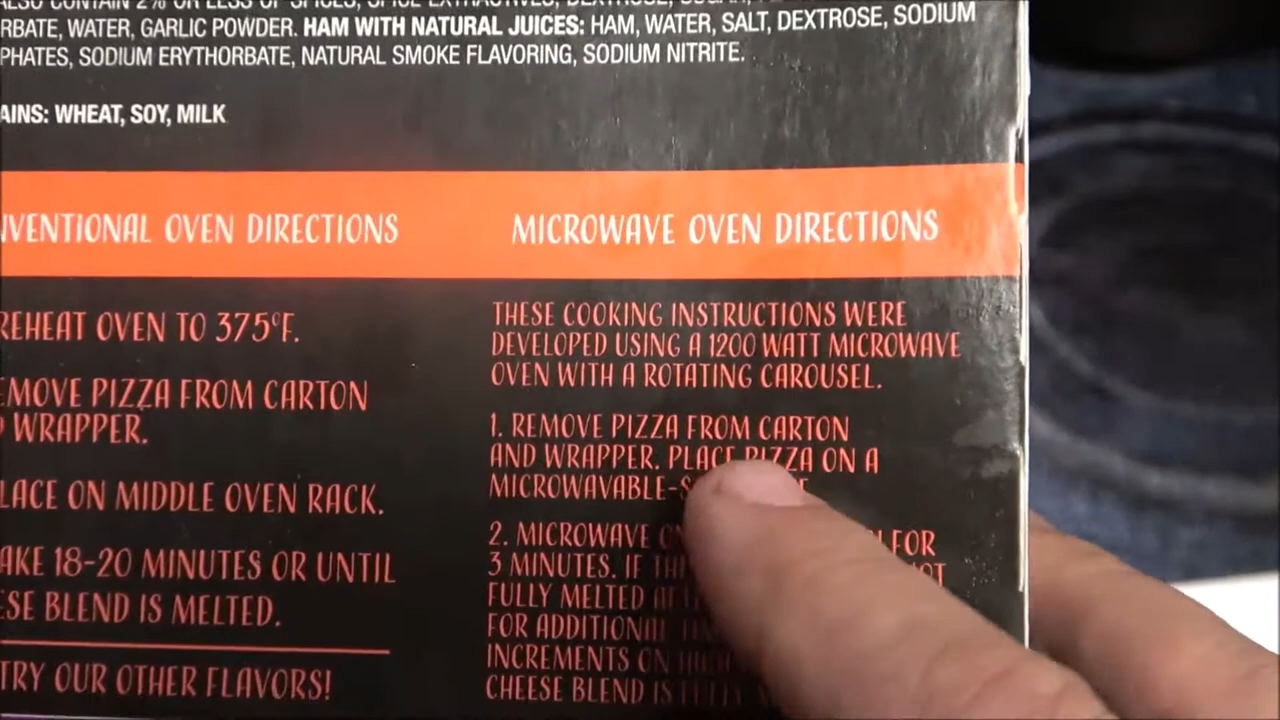 ALSO CONTAIN 2% OR LESS OF SPICES, SPICE EXTRACTIVES, DEXTROSE, SUGAR,
RBATE, WATER, GARLIC POWDER. HAM WITH NATURAL JUICES: HAM, WATER, SALT, DEXTROSE, SODIUM
PHATES, SODIUM ERYTHORBATE, NATURAL SMOKE FLAVORING, SODIUM NITRITE.
AINS: WHEAT, SOY, MILK
NVENTIONAL OVEN DIRECTIONS
REHEAT OVEN TO 375°F.
EMOVE PIZZA FROM CARTON
D WRAPPER.
LACE ON MIDDLE OVEN RACK.
AKE 18-20 MINUTES OR UNTIL
ESE BLEND IS MELTED.
TRY OUR OTHER FLAVORS!
MICROWAVE OVEN DIRECTIONS
THESE COOKING INSTRUCTIONS WERE
DEVELOPED USING A 1200 WATT MICROWAVE
OVEN WITH A ROTATING CAROUSEL.
1. REMOVE PIZZA FROM CARTON
AND WRAPPER. PLACE PIZZA ON A
MICROWAVABLE-S
2. MICROWAVE ON FOR
3 MINUTES. IF
FULLY MELTED
FOR ADDITIONAL
INCREMENTS ON HIGH
CHEESE BLEND IS FULLY